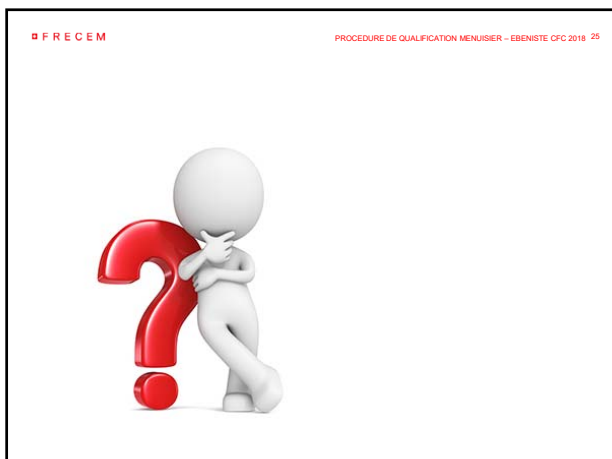 FRECEM
PROCEDURE DE QUALIFICATION MENUISIER – EBENISTE CFC 2018 25